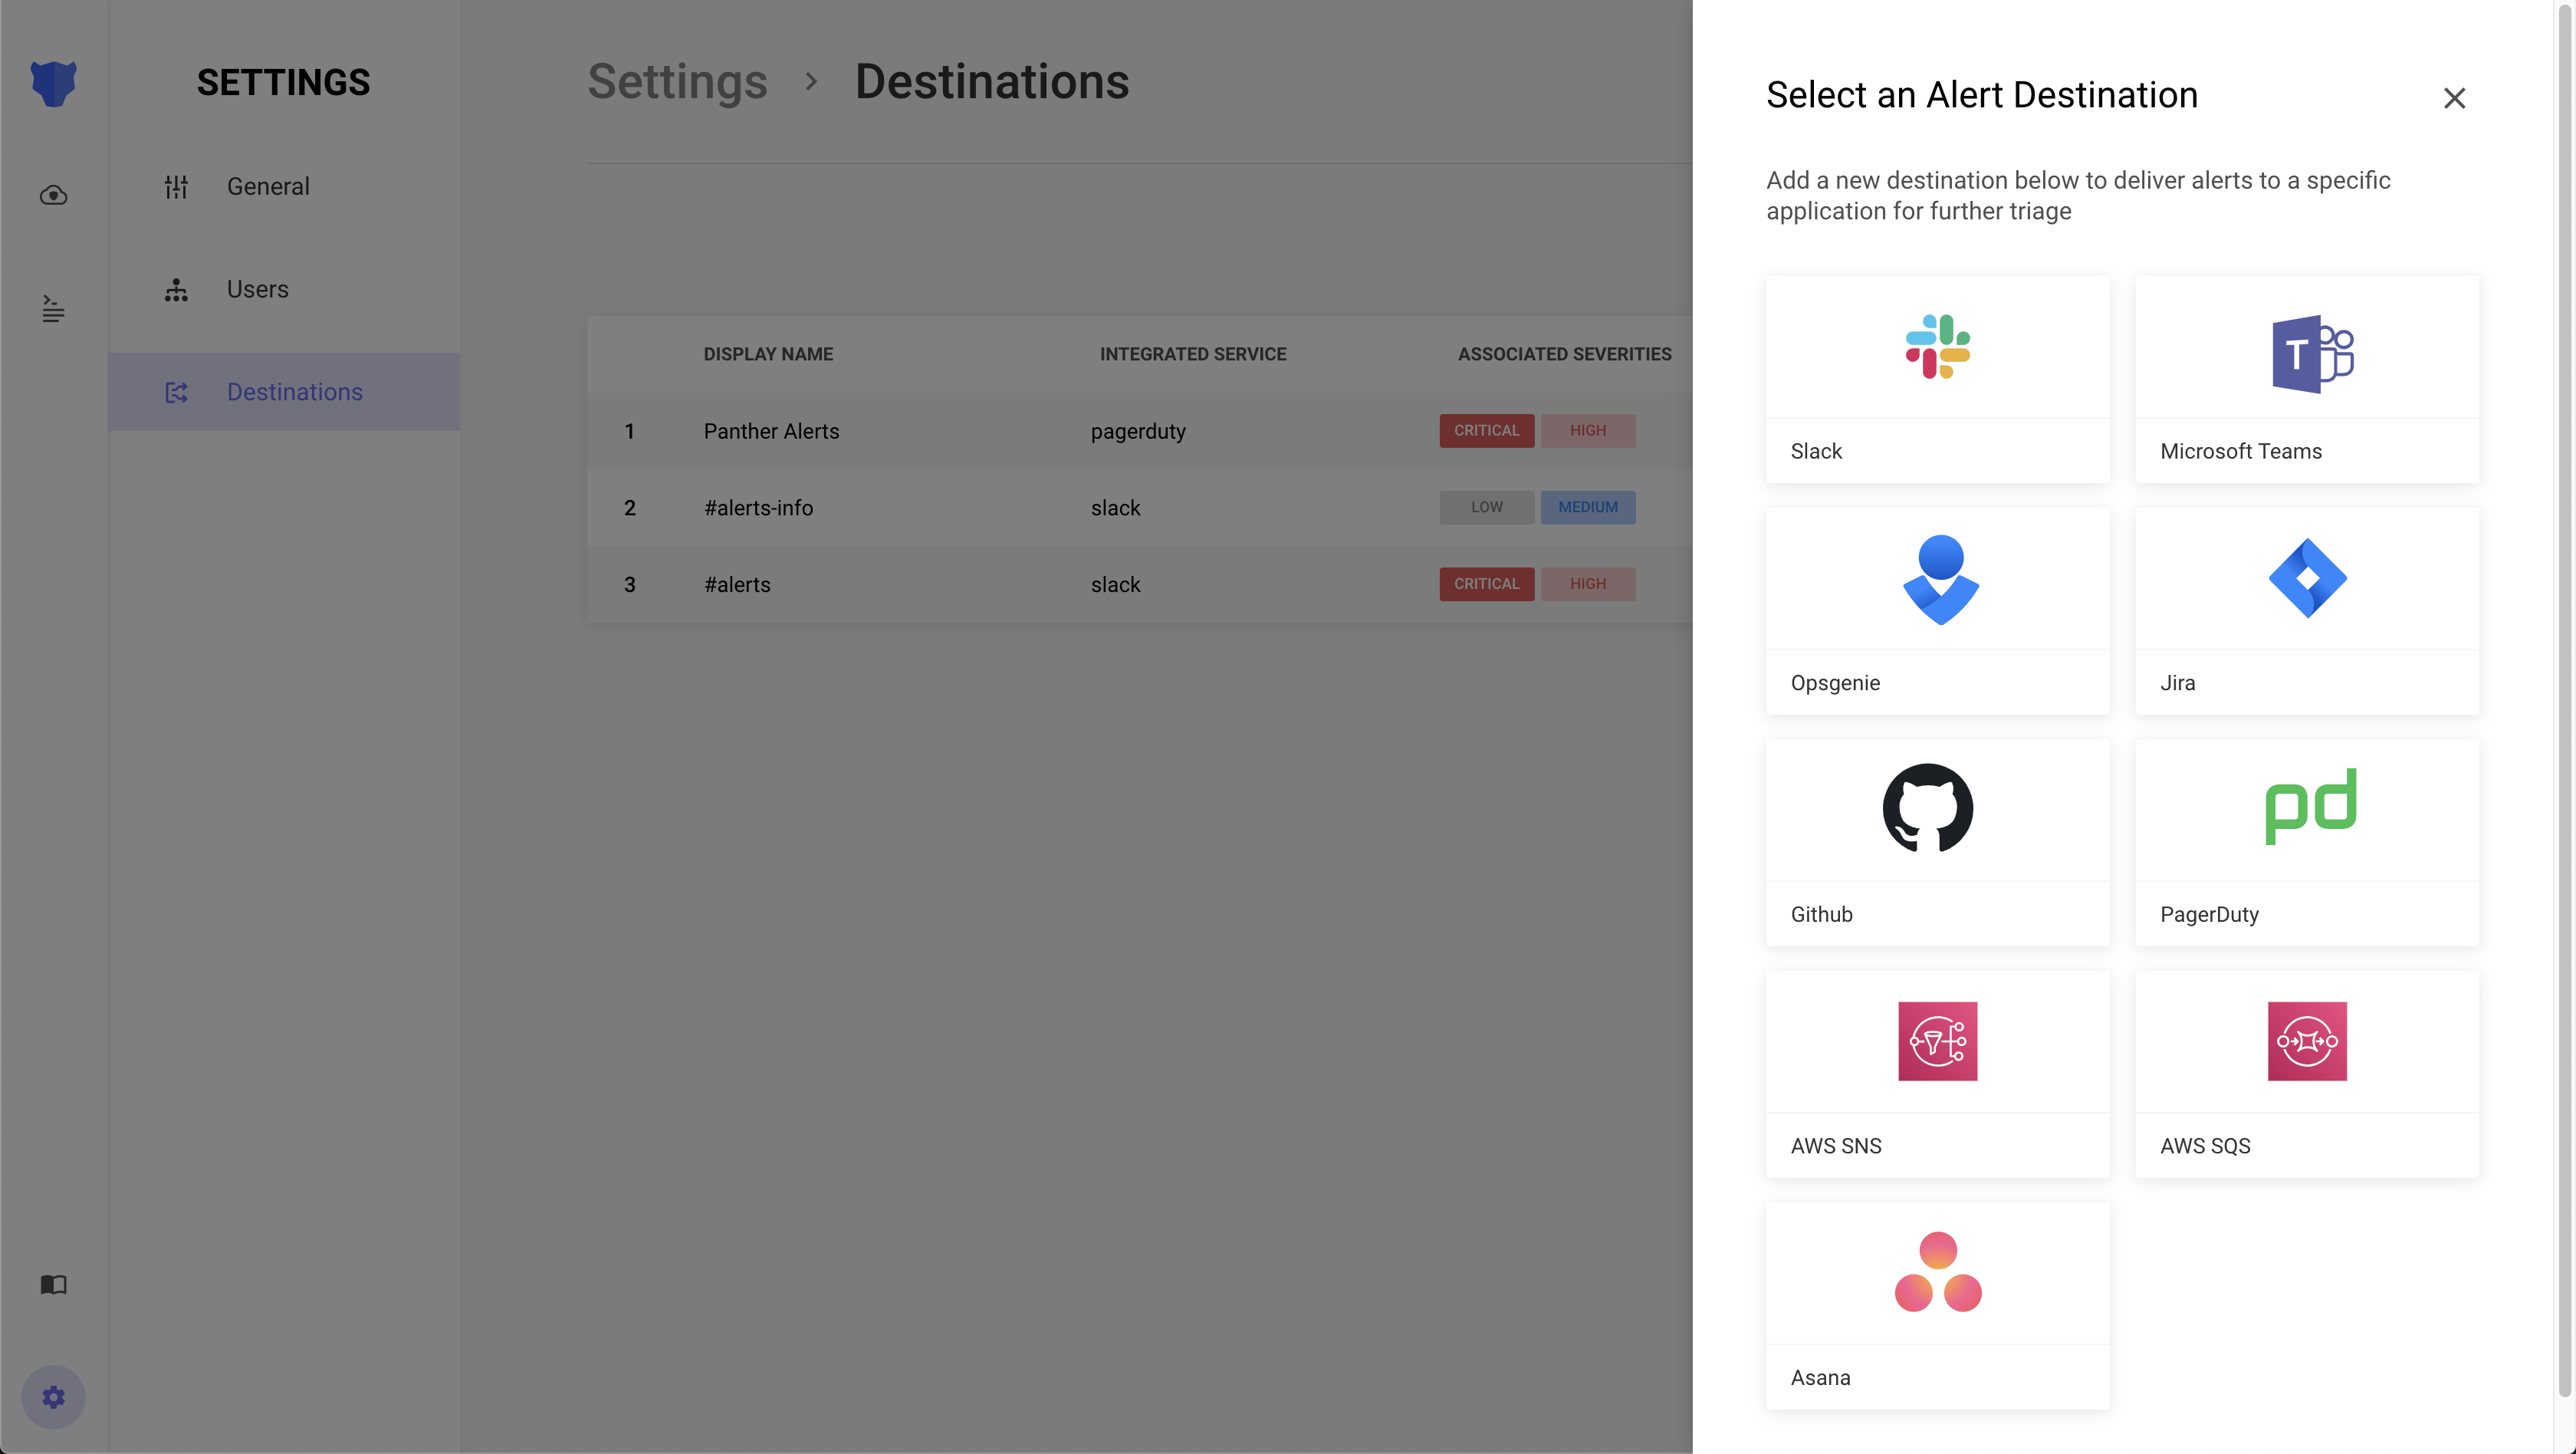 SETTINGS
General
Users
Destinations
Settings > Destinations
DISPLAY NAME INTEGRATED SERVICE ASSOCIATED SEVERITIES
1 Panther Alerts pagerduty CRITICAL HIGH
2 #alerts-info slack LOW MEDIUM
3 #alerts slack CRITICAL HIGH
Select an Alert Destination
Add a new destination below to deliver alerts to a specific
application for further triage
Slack
T
Microsoft Teams
Opsgenie
Jira
Github
pd
PagerDuty
AWS SNS
AWS SQS
Asana